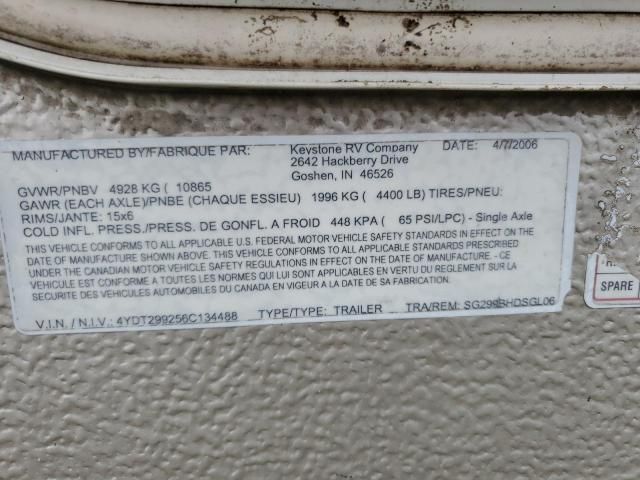 MANUFACTURED BY/FABRIQUE PAR: Keystone RV Company DATE: 4/7/2006
2642 Hackberry Drive
Goshen, IN 46526
GVWR/PNBV 4928 KG ( 10865
GAWR (EACH AXLE)/PNBE (CHAQUE ESSIEU) 1996 KG ( 4400 LB) TIRES/PNEU:
RIMS/JANTE: 15x6
COLD INFL. PRESS./PRESS. DE GONFL. A FROID 448 KPA ( 65 PSI/LPC) - Single Axle
THIS VEHICLE CONFORMS TO ALL APPLICABLE U.S. FEDERAL MOTOR VEHICLE SAFETY STANDARDS IN EFFECT ON THE
DATE OF MANUFACTURE SHOWN ABOVE. THIS VEHICLE CONFORMS TO ALL APPLICABLE STANDARDS PRESCRIBED
UNDER THE CANADIAN MOTOR VEHICLE SAFETY REGULATIONS IN EFFECT ON THE DATE OF MANUFACTURE - CE
VEHICULE EST CONFORME A TOUTES LES NORMES QUI LUI SONT APPLICABLES EN VERTU DU REGLEMENT SUR LE
SECURITE DES VEHICULES AUTOMOBILES DU CANADA EN VIGEUR A LA DATE DE SA FABRICATION.
V.I.N. / N.I.V.: 4YDT299256C134488 TYPE/TYPE: TRAILER TRA/REM: SG299BHDSGL06
SPARE